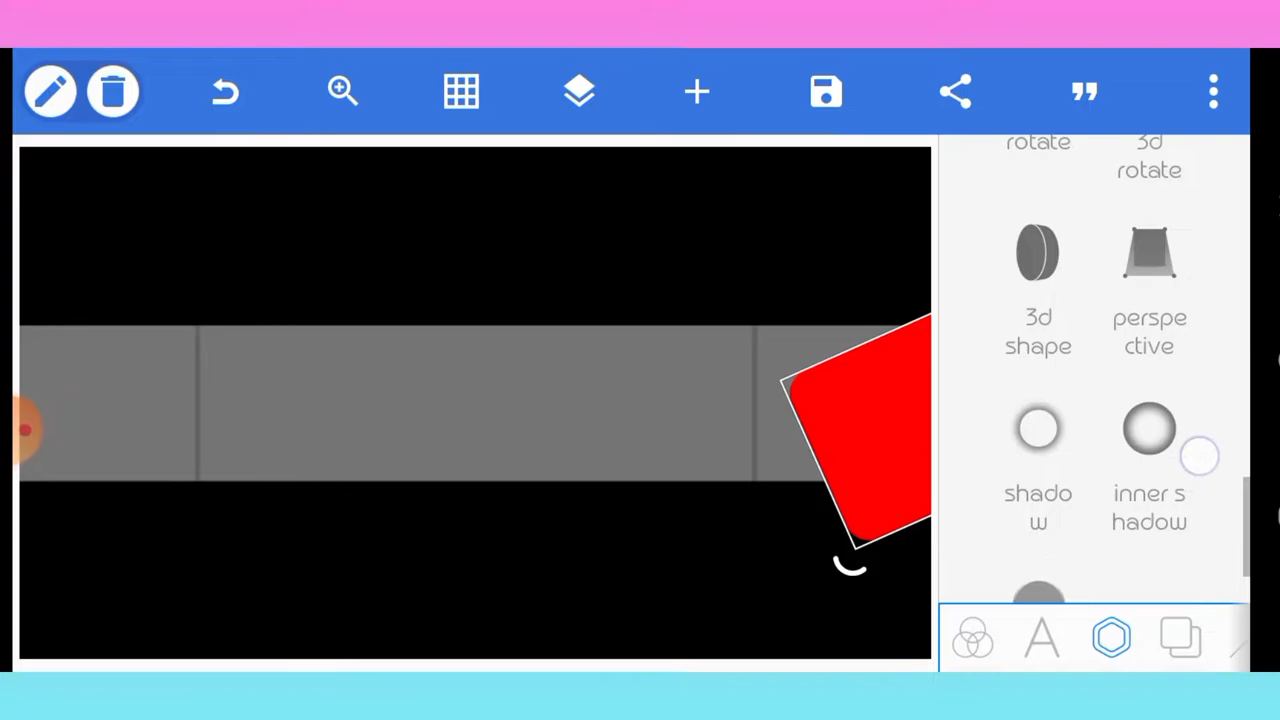 rotate
3d
rotate
3d
shape
perspe
ctive
shado
w
inner s
hadow